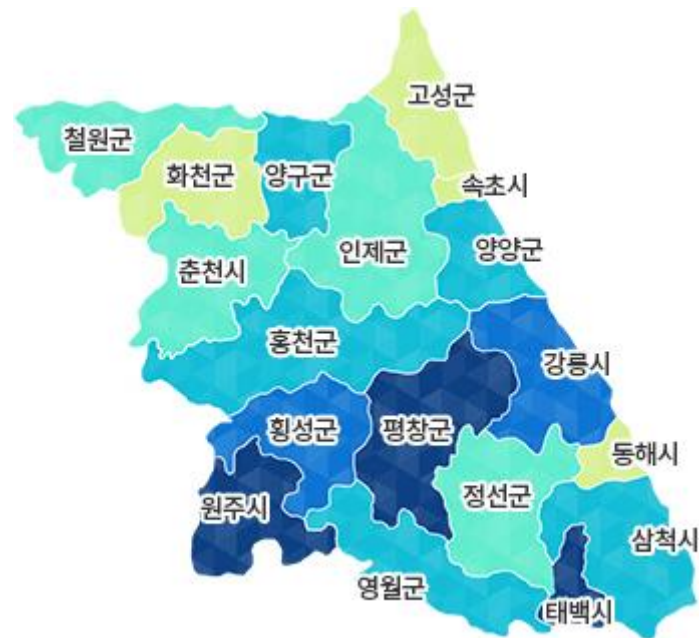 고성군
철원군
화천군
양구군
속초시
인제군
양양군
춘천시
홍천군
강릉시
횡성군
평창군
동해시
정선군
원주시
삼척시
영월군
태백시